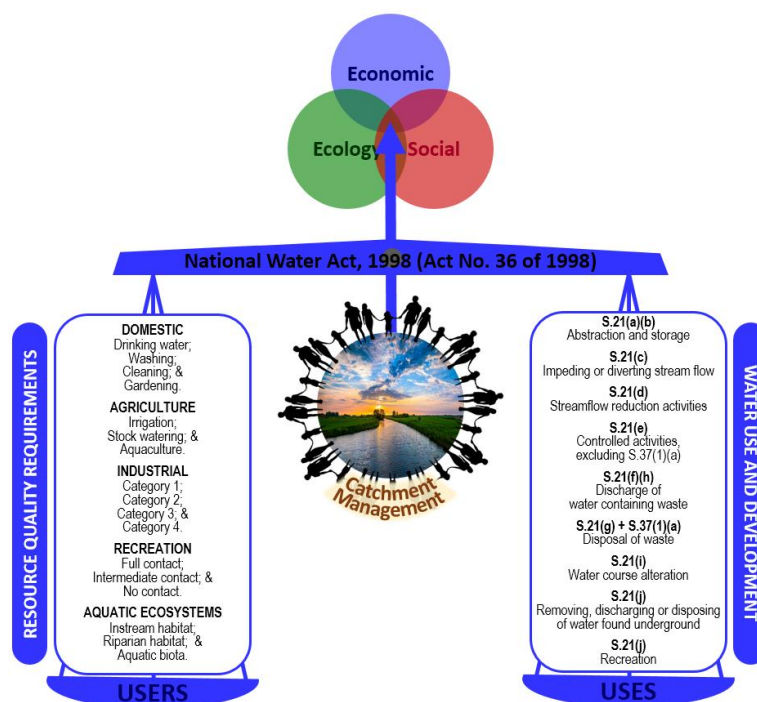 Economic
Ecology
Social
National Water Act, 1998 (Act No. 36 of 1998)
RESOURCE QUALITY REQUIREMENTS
DOMESTIC
Drinking water;
Washing;
Cleaning; &
Gardening.
AGRICULTURE
Irrigation;
Stock watering; &
Aquaculture.
INDUSTRIAL
Category 1;
Category 2;
Category 3; &
Category 4.
RECREATION
Full contact;
Intermediate contact; &
No contact.
AQUATIC ECOSYSTEMS
Instream habitat;
Riparian habitat; &
Aquatic biota.
USERS
Catchment
Management
S.21(a)(b)
Abstraction and storage
S.21(c)
Impeding or diverting stream flow
S.21(d)
Streamflow reduction activities
S.21(e)
Controlled activities,
excluding S.37(1)(a)
S.21(f)(h)
Discharge of
water containing waste
S.21(g) + S.37(1)(a)
Disposal of waste
S.21(i)
Water course alteration
S.21(j)
Removing, discharging or disposing
of water found underground
S.21(j)
Recreation
USES
WATER USE AND DEVELOPMENT